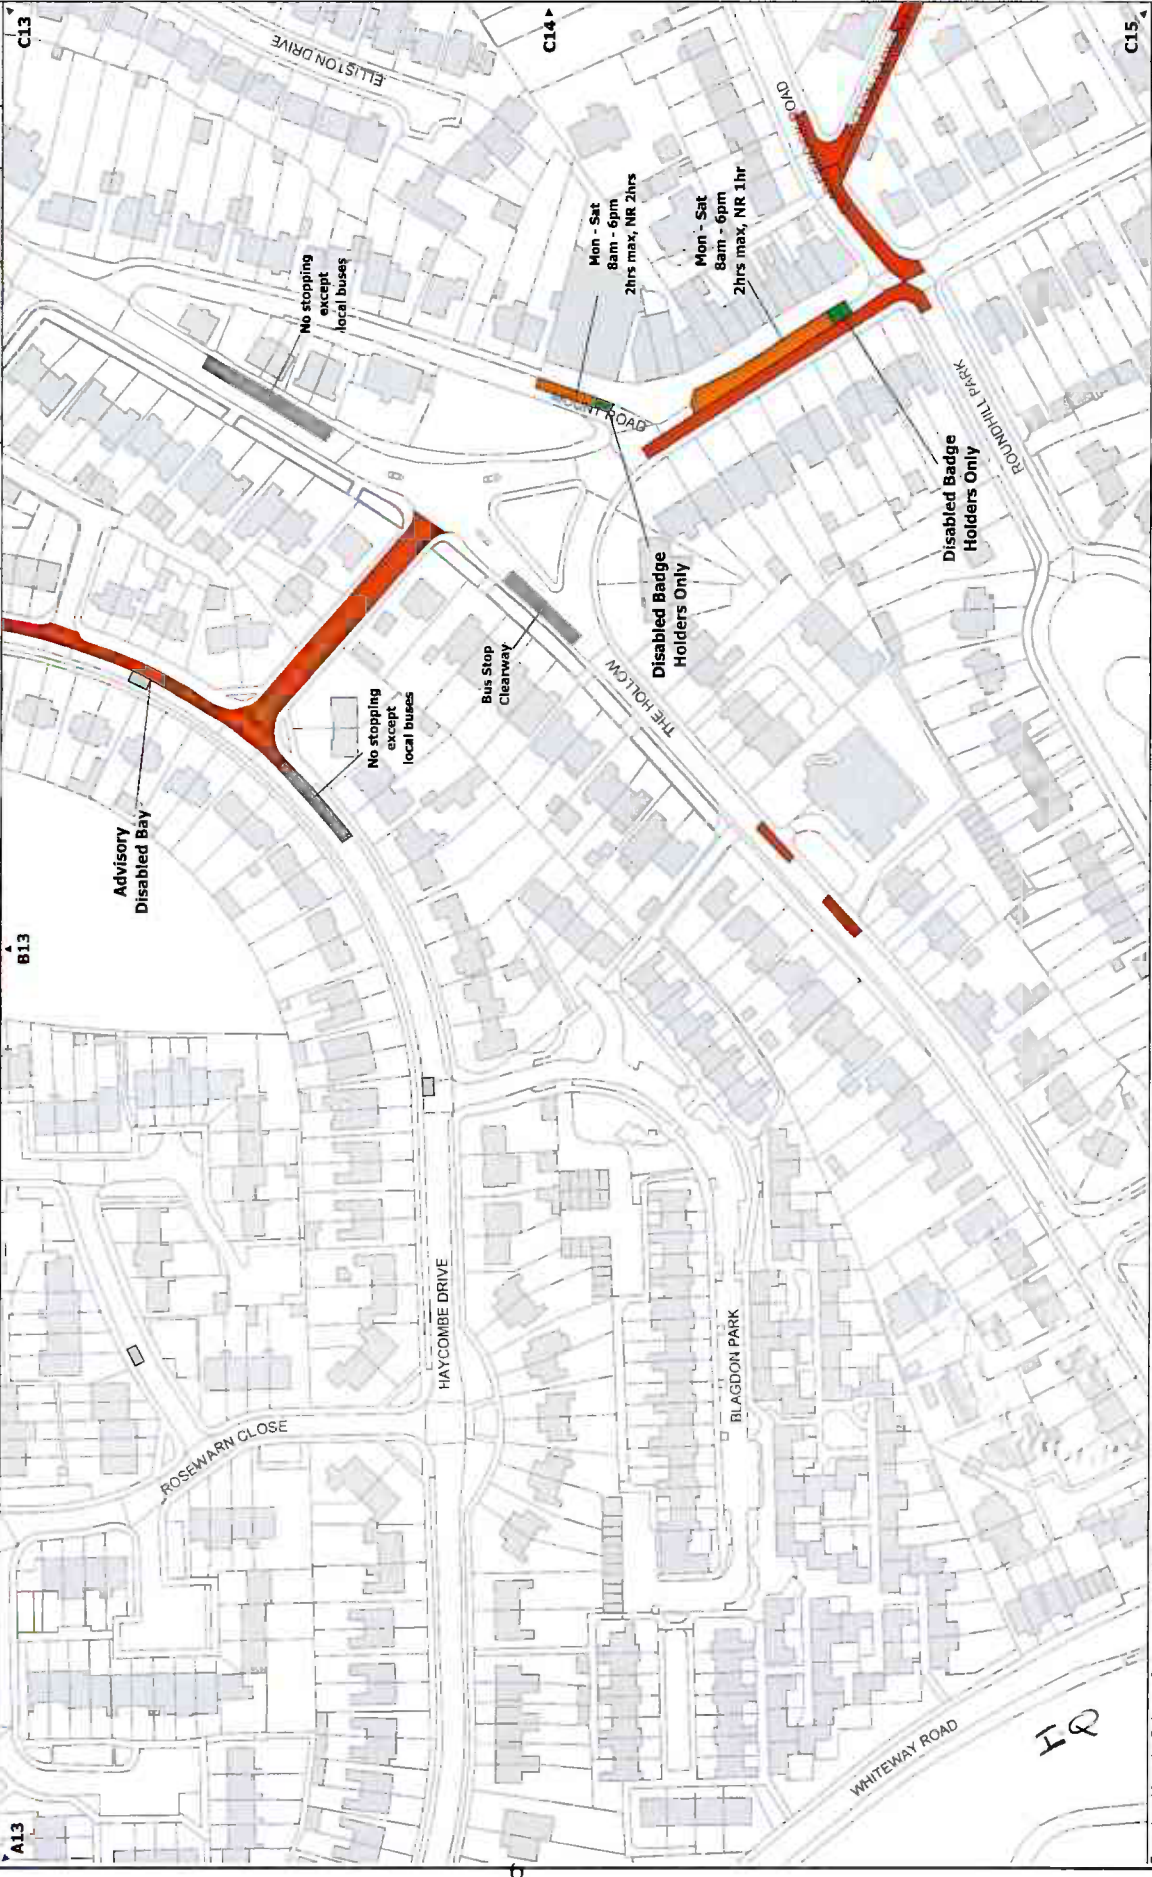 C13
C14
C15
B13
A13
ELLISTON DRIVE
No stopping
except
local buses
Mon - Sat
8am - 6pm
2hrs max, NR 2hrs
Mon - Sat
8am - 6pm
2hrs max, NR 1hr
ROAD
ROUNDHILL PARK
Disabled Badge
Holders Only
Disabled Badge
Holders Only
Bus Stop
Clearway
THE HOLLOW
No stopping
except
local buses
Advisory
Disabled Bay
HAYCOMBE DRIVE
BLAGDON PARK
ROSEWARN CLOSE
WHITEWAY ROAD